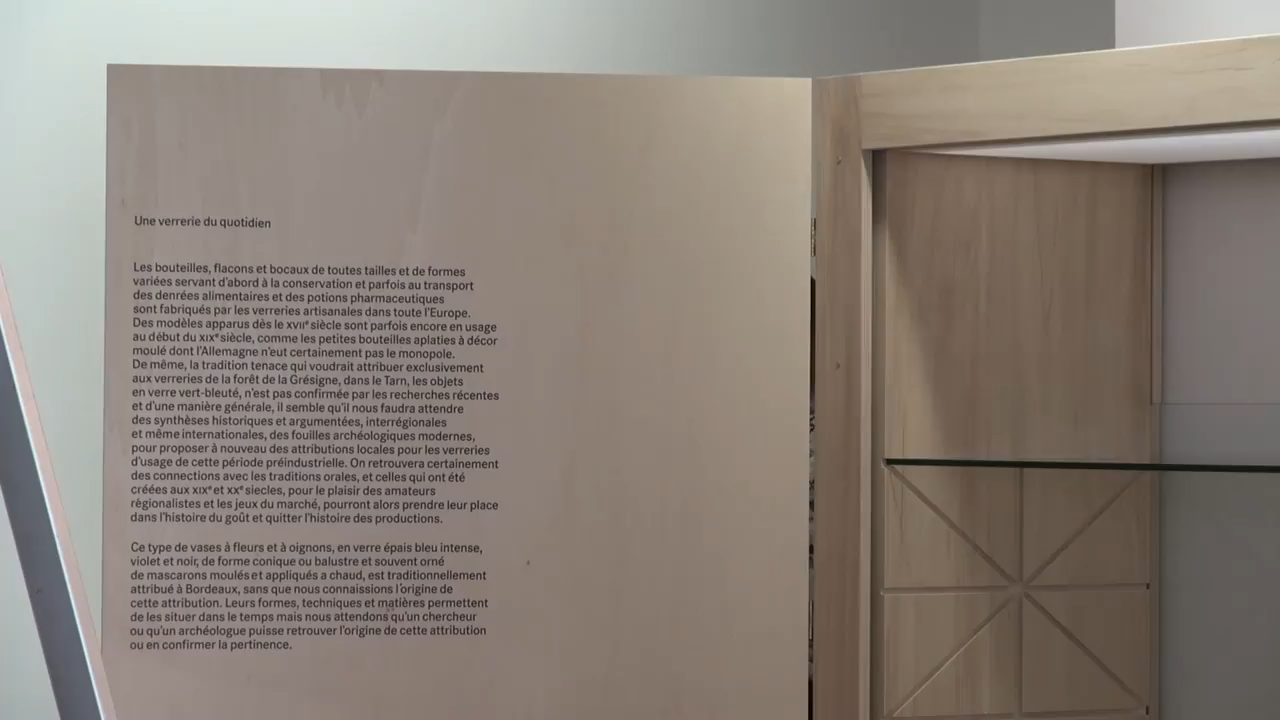 Une verrerie du quotidien
Les bouteilles, flacons et bocaux de toutes tailles et de formes
variées servant d'abord à la conservation et parfois au transport
des denrées alimentaires et des potions pharmaceutiques
sont fabriqués par les verreries artisanales dans toute l'Europe.
Des modèles apparus dès le XVIIe siècle sont parfois encore en usage
au début du XIXe siècle, comme les petites bouteilles aplaties à décor
moulé dont l'Allemagne n'eut certainement pas le monopole.
De même, la tradition tenace qui voudrait attribuer exclusivement
aux verreries de la forêt de la Grésigne, dans le Tarn, les objets
en verre vert-bleuté, n'est pas confirmée par les recherches récentes
et d'une manière générale, il semble qu'il nous faudra attendre
des synthèses historiques et argumentées, interrégionales
et même internationales, des fouilles archéologiques modernes,
pour proposer à nouveau des attributions locales pour les verreries
d'usage de cette période préindustrielle. On retrouvera certainement
des connections avec les traditions orales, et celles qui ont été
créées aux XIXe et XXe siecles, pour le plaisir des amateurs
régionalistes et les jeux du marché, pourront alors prendre leur place
dans l'histoire du goût et quitter l'histoire des productions.
Ce type de vases à fleurs et à oignons, en verre épais bleu intense,
violet et noir, de forme conique ou balustre et souvent orné
de mascarons moulés et appliqués a chaud, est traditionnellement
attribué à Bordeaux, sans que nous connaissions l'origine de
cette attribution. Leurs formes, techniques et matières permettent
de les situer dans le temps mais nous attendons qu'un chercheur
ou qu'un archéologue puisse retrouver l'origine de cette attribution
ou en confirmer la pertinence.